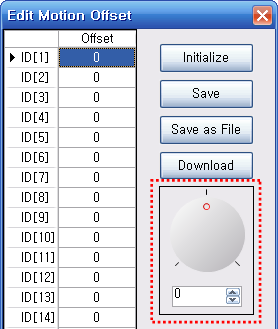 Edit Motion Offset
Offset
ID[1] 0
ID[2] 0
ID[3] 0
ID[4] 0
ID[5] 0
ID[6] 0
ID[7] 0
ID[8] 0
ID[9] 0
ID[10] 0
ID[11] 0
ID[12] 0
ID[13] 0
ID[14] 0
Initialize
Save
Save as File
Download
0